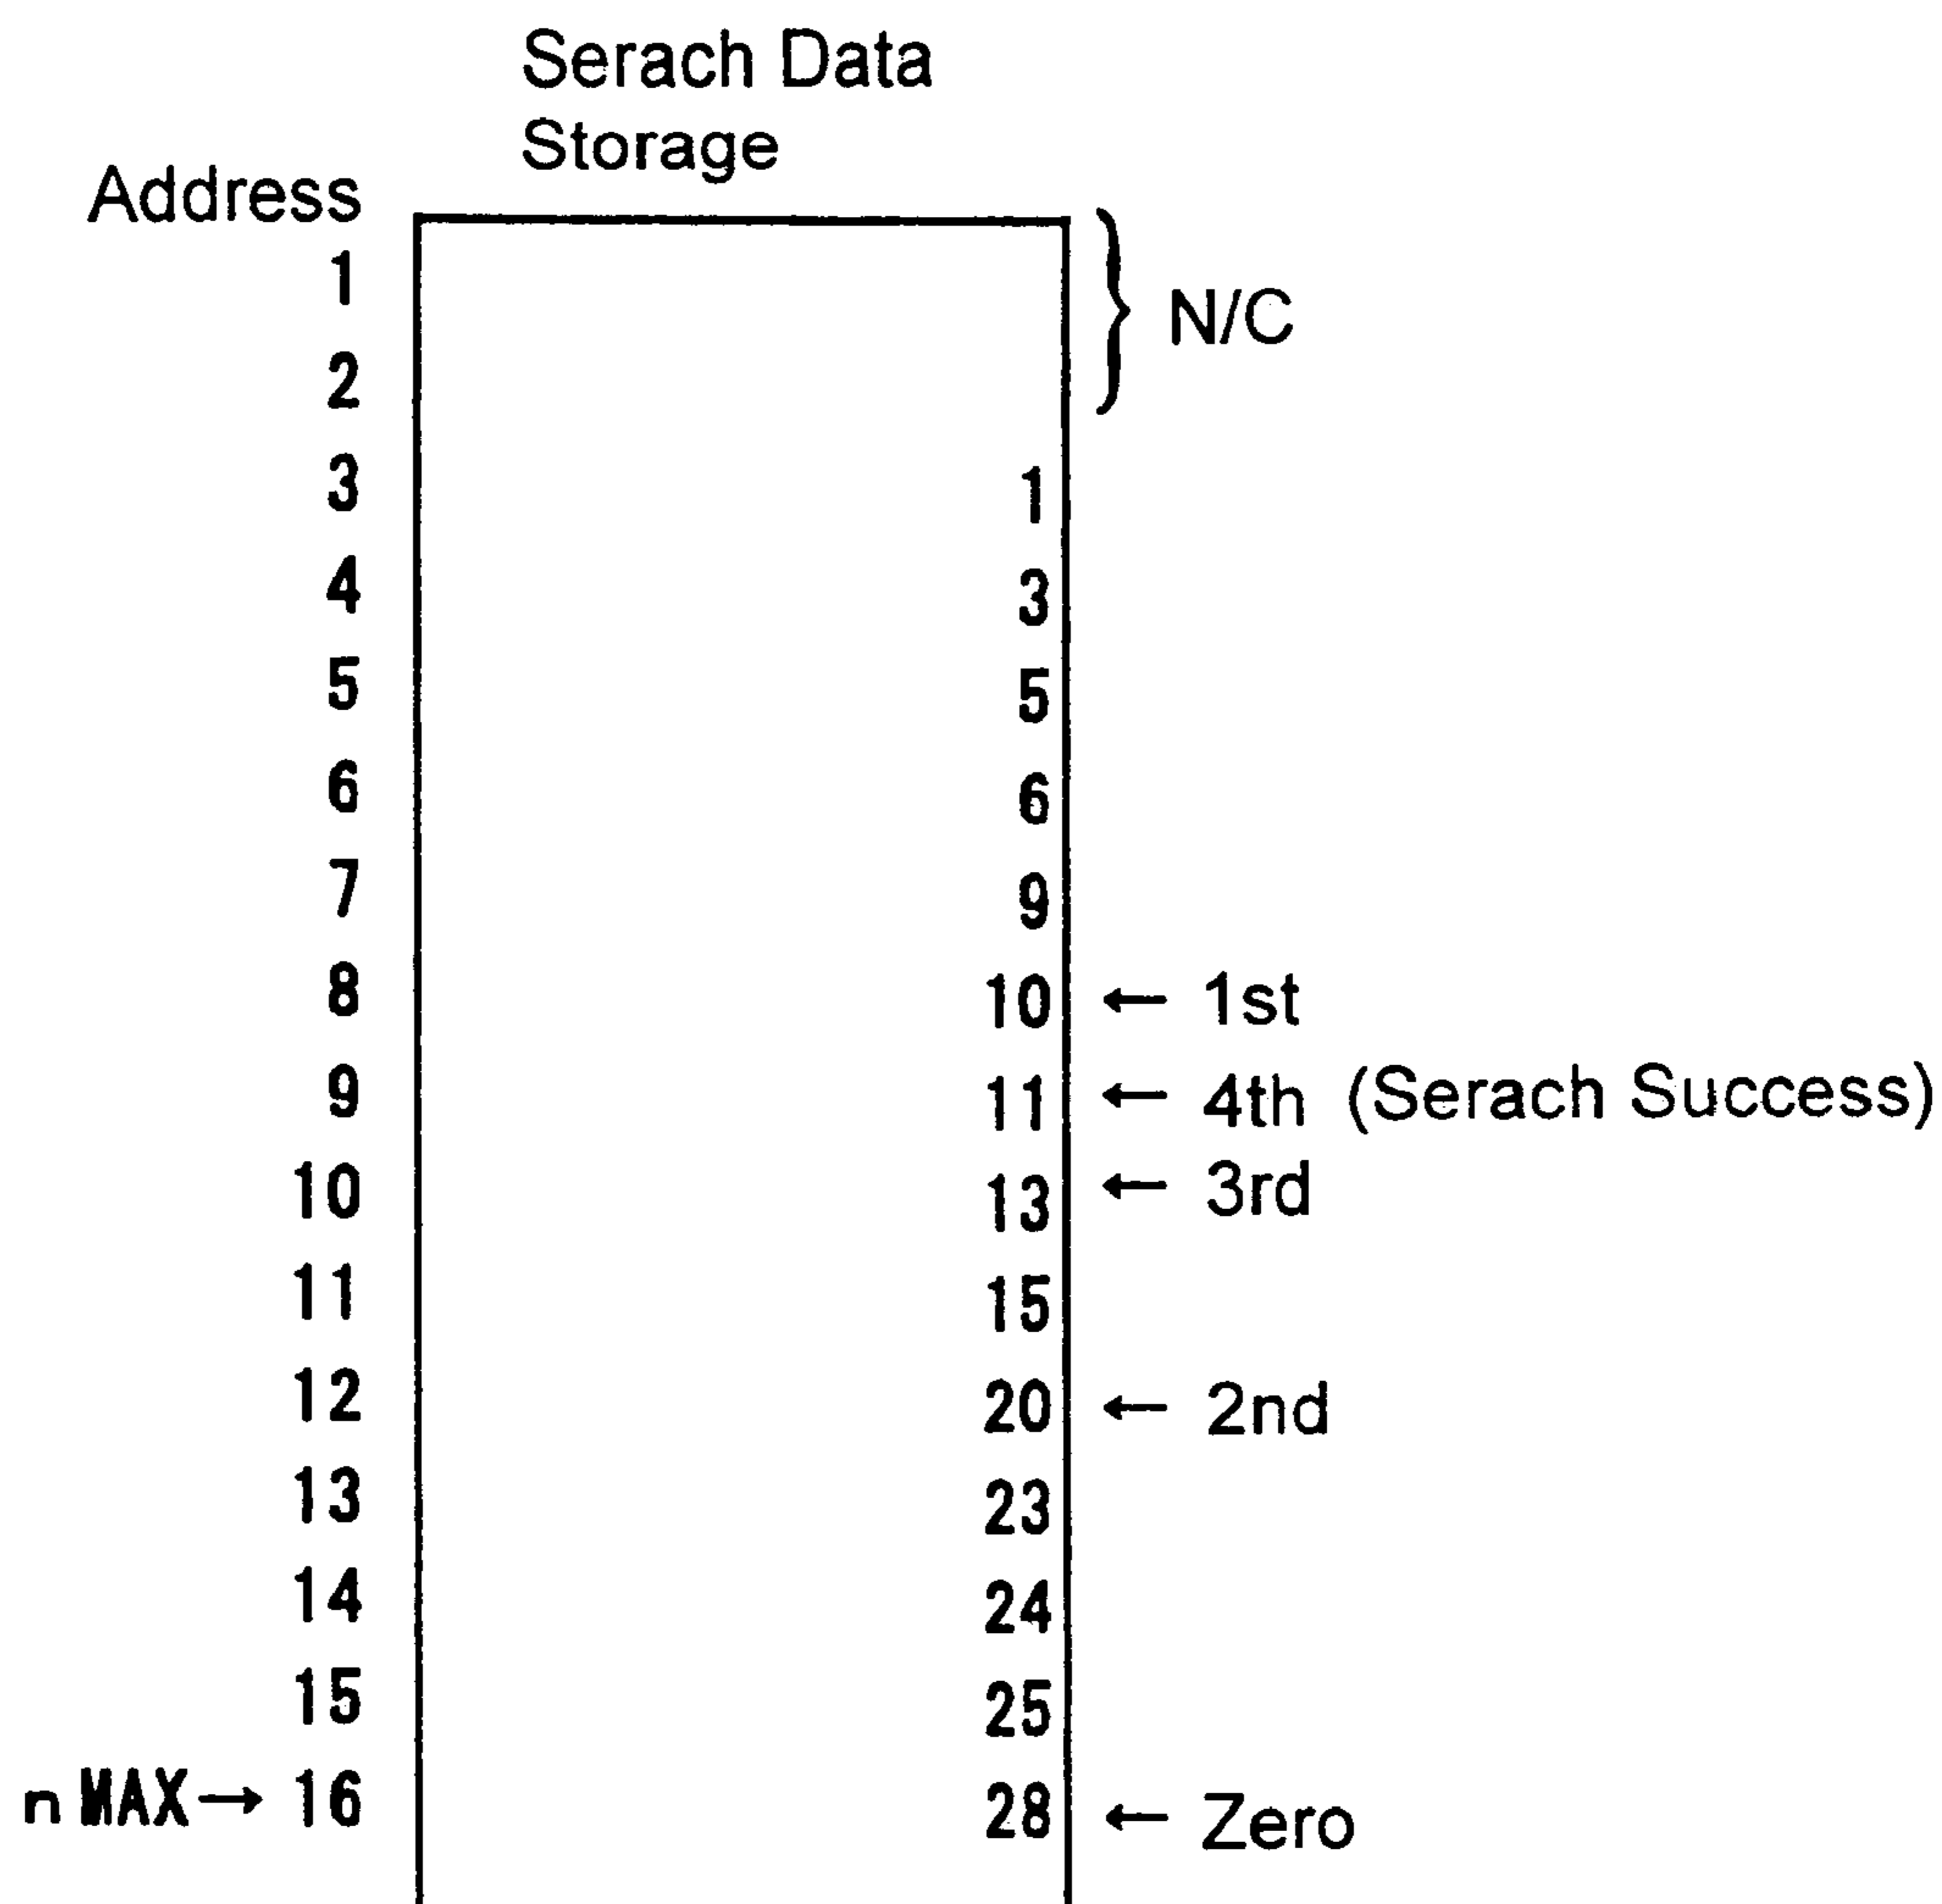 Serach Data
Storage
Address
1
2
N/C
3 1
4 3
5 5
6 6
7 9
8 10 ← 1st
9 11 ← 4th (Serach Success)
10 13 ← 3rd
11 15
12 20 ← 2nd
13 23
14 24
15 25
n MAX→ 16 28 ← Zero